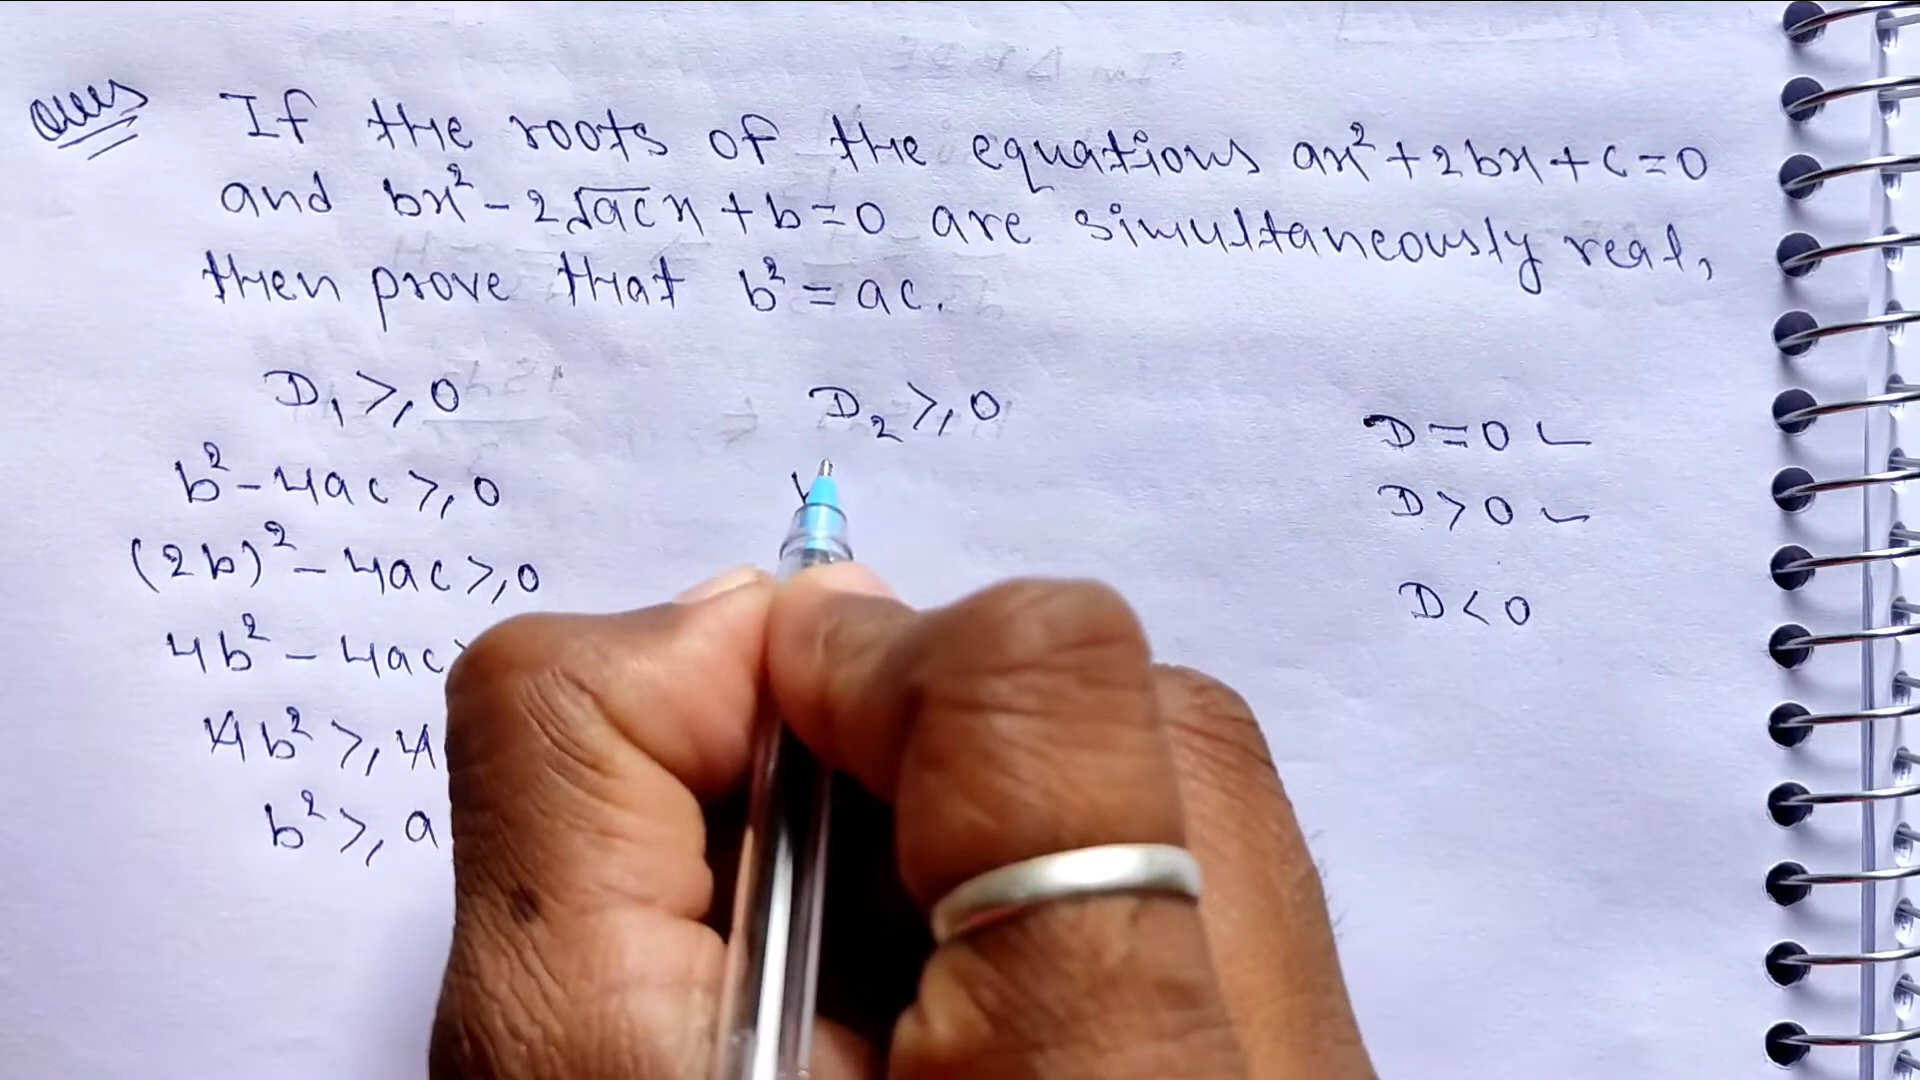 Ques If the roots of the equations ax²+2bx+c=0
and bx²-2√acx+b=0 are simultaneously real,
then prove that b²=ac.
D₁≥0 D₂≥0
D=0
b²-4ac≥0
D>0
(2b)²-4ac≥0
D<0
4b²-4ac
4b²≥4
b²≥a